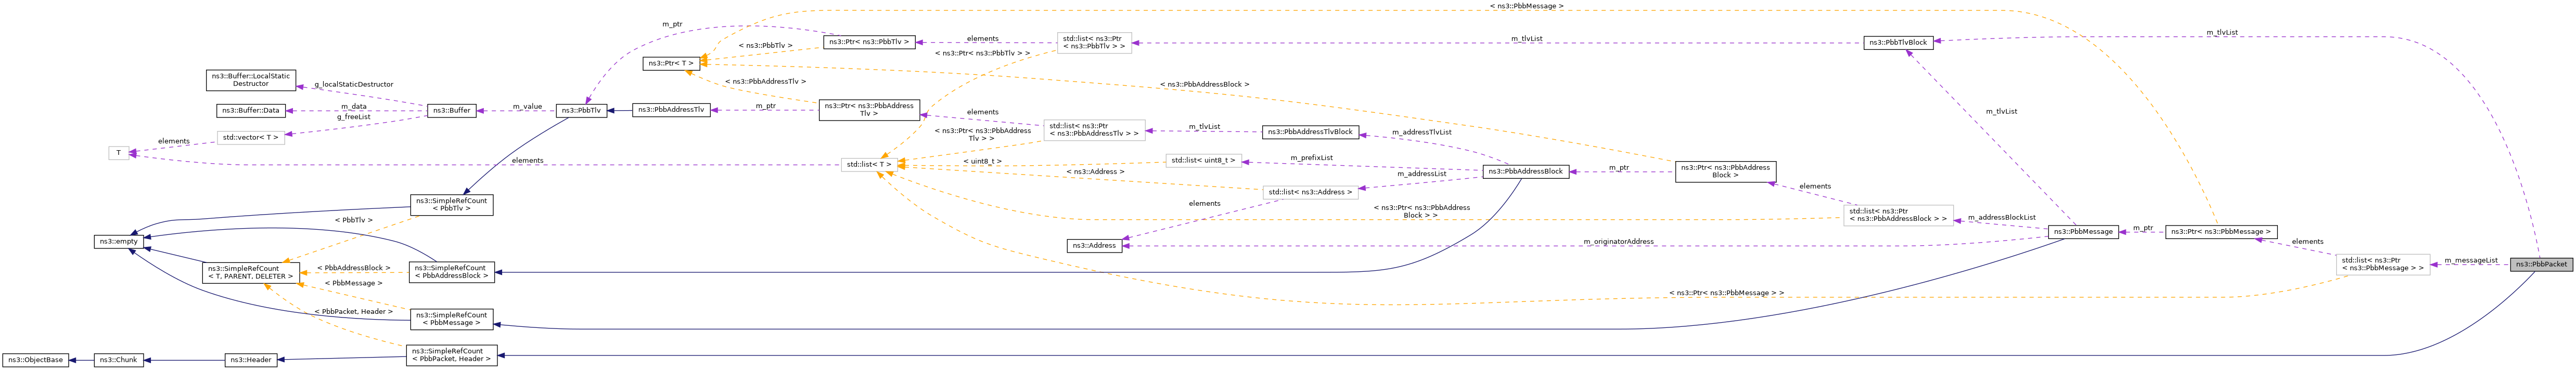 < ns3::PbbMessage >
m_ptr
m_tlvList
ns3::Ptr< ns3::PbbTlv >
elements
std::list< ns3::Ptr
< ns3::PbbTlv > >
m_tlvList
ns3::PbbTlvBlock
< ns3::PbbTlv >
< ns3::Ptr< ns3::PbbTlv > >
ns3::Ptr< T >
ns3::Buffer::LocalStatic
Destructor
g_localStaticDestructor
< ns3::PbbAddressTlv >
< ns3::PbbAddressBlock >
ns3::Buffer::Data
m_data
ns3::Buffer
m_value
ns3::PbbTlv
ns3::PbbAddressTlv
m_ptr
ns3::Ptr< ns3::PbbAddress
Tlv >
elements
m_tlvList
g_freeList
std::list< ns3::Ptr
< ns3::PbbAddressTlv > >
m_tlvList
ns3::PbbAddressTlvBlock
m_addressTlvList
std::vector< T >
elements
< ns3::Ptr< ns3::PbbAddress
Tlv > >
T
elements
std::list< T >
< uint8_t >
std::list< uint8_t >
m_prefixList
< ns3::Address >
m_addressList
ns3::PbbAddressBlock
m_ptr
ns3::Ptr< ns3::PbbAddress
Block >
std::list< ns3::Address >
elements
ns3::SimpleRefCount
< PbbTlv >
elements
< ns3::Ptr< ns3::PbbAddress
Block > >
std::list< ns3::Ptr
< ns3::PbbAddressBlock > >
m_addressBlockList
< PbbTlv >
ns3::empty
ns3::Address
m_originatorAddress
ns3::PbbMessage
m_ptr
ns3::Ptr< ns3::PbbMessage >
elements
ns3::SimpleRefCount
< T, PARENT, DELETER >
< PbbAddressBlock >
ns3::SimpleRefCount
< PbbAddressBlock >
std::list< ns3::Ptr
< ns3::PbbMessage > >
m_messageList
ns3::PbbPacket
< PbbMessage >
< ns3::Ptr< ns3::PbbMessage > >
< PbbPacket, Header >
ns3::SimpleRefCount
< PbbMessage >
ns3::ObjectBase
ns3::Chunk
ns3::Header
ns3::SimpleRefCount
< PbbPacket, Header >